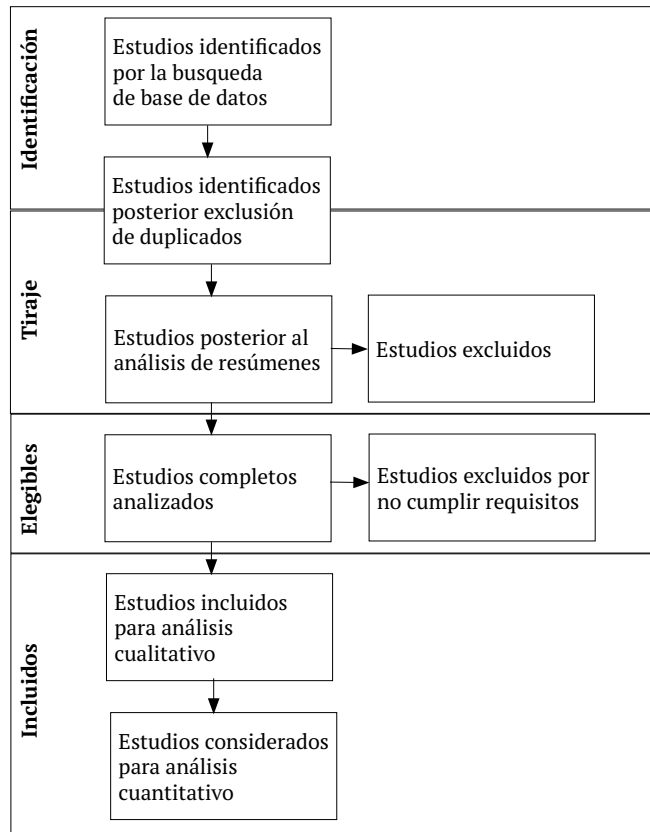 Identificación
Estudios identificados
por la busqueda
de base de datos
Estudios identificados
posterior exclusión
de duplicados
Tiraje
Estudios posterior al
análisis de resúmenes
Estudios excluidos
Elegibles
Estudios completos
analizados
Estudios excluidos por
no cumplir requisitos
Incluidos
Estudios incluidos
para análisis
cualitativo
Estudios considerados
para análisis
cuantitativo